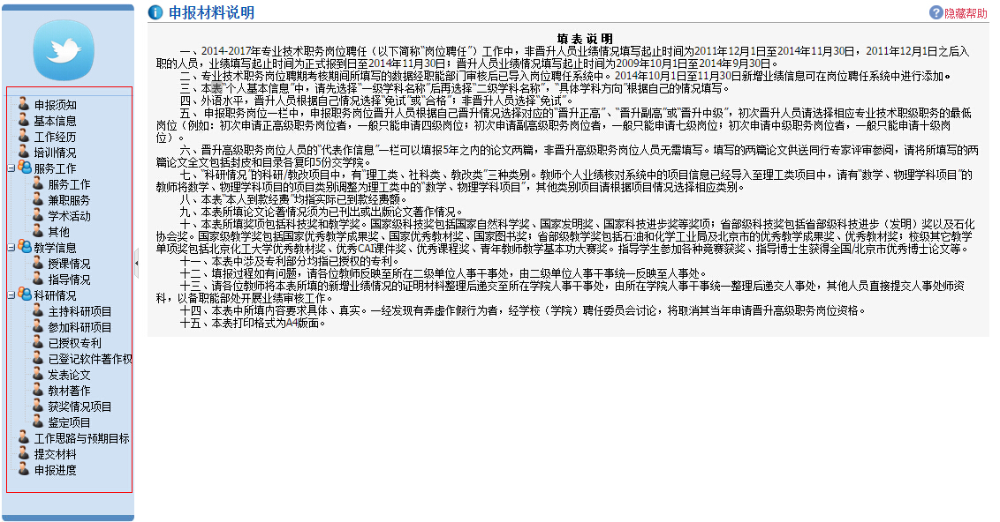 申报材料说明
隐藏帮助
申报须知
基本信息
工作经历
培训情况
服务工作
服务工作
兼职服务
学术活动
其他
教学信息
授课情况
指导情况
科研情况
主持科研项目
参加科研项目
已授权专利
已登记软件著作权
发表论文
教材著作
获奖情况项目
鉴定项目
工作思路与预期目标
提交材料
申报进度
填 表 说 明
一、2014-2017年专业技术职务岗位聘任（以下简称“岗位聘任”）工作中，非晋升人员业绩情况填写起止时间为2011年12月1日至2014年11月30日，2011年12月1日之后入
职的人员，业绩填写起止时间为正式报到日至2014年11月30日；晋升人员业绩情况填写起止时间为2009年10月1日至2014年9月30日。
二、专业技术职务岗位聘期考核期间所填写的数据经职能部门审核后已导入岗位聘任系统中。2014年10月1日至11月30日新增业绩信息可在岗位聘任系统中进行添加。
三、本表“个人基本信息”中，请先选择“一级学科名称”后再选择“二级学科名称”，“具体学科方向”根据自己的情况填写。
四、外语水平，晋升人员根据自己情况选择“免试”或“合格”；非晋升人员选择“免试”。
五、申报职务岗位一栏中，申报职务岗位晋升人员根据自己晋升情况选择对应的“晋升正高”、“晋升副高”或“晋升中级”，初次晋升人员请选择相应专业技术职级职务的最低
岗位（例如：初次申请正高级职务岗位者，一般只能申请四级岗位；初次申请副高级职务岗位者，一般只能申请七级岗位；初次申请中级职务岗位者，一般只能申请十级岗
位）。
六、晋升高级职务岗位人员的“代表作信息”一栏可以填报5年之内的论文两篇，非晋升高级职务岗位人员无需填写。填写的两篇论文供送同行专家评审参阅，请将所填写的两
篇论文全文包括封皮和目录各复印5份交学院。
七、“科研情况”的科研/教改项目中，有“理工类、社科类、教改类”三种类别。教师个人业绩核对系统中的项目信息已经导入至理工类项目中，请有“数学、物理学科项目”的
教师将数学、物理学科项目的项目类别调整为理工类中的“数学、物理学科项目”，其他类别项目请根据项目情况选择相应类别。
八、本表“本人到款经费”均指实际已到款经费额。
九、本表所填论文论著情况须为已刊出或出版论文著作情况。
十、本表所填奖项包括科技奖和教学奖。国家级科技奖包括国家自然科学奖、国家发明奖、国家科技进步奖等奖项；省部级科技奖包括省部级科技进步（发明）奖以及石化
协会奖。国家级教学奖包括国家优秀教学成果奖、国家优秀教材奖、国家图书奖；省部级教学奖包括石油和化学工业局及北京市的优秀教学成果奖、优秀教材奖；校级其它教学
单项奖包括北京化工大学优秀教材奖、优秀CAI课件奖、优秀课程奖、青年教师教学基本功大赛奖。指导学生参加各种竞赛获奖、指导博士生获得全国/北京市优秀博士论文等。
十一、本表中涉及专利部分均指已授权的专利。
十二、填报过程如有问题，请各位教师反映至所在二级单位人事干事处，由二级单位人事干事统一反映至人事处。
十三、请各位教师将本表所填的新增业绩情况的证明材料整理后递交至所在学院人事干事处，由所在学院人事干事统一整理后递交人事处，其他人员直接提交人事处师资
科，以备职能部处开展业绩审核工作。
十四、本表中所填内容要求具体、真实。一经发现有弄虚作假行为者，经学校（学院）聘任委员会讨论，将取消其当年申请晋升高级职务岗位资格。
十五、本表打印格式为A4版面。